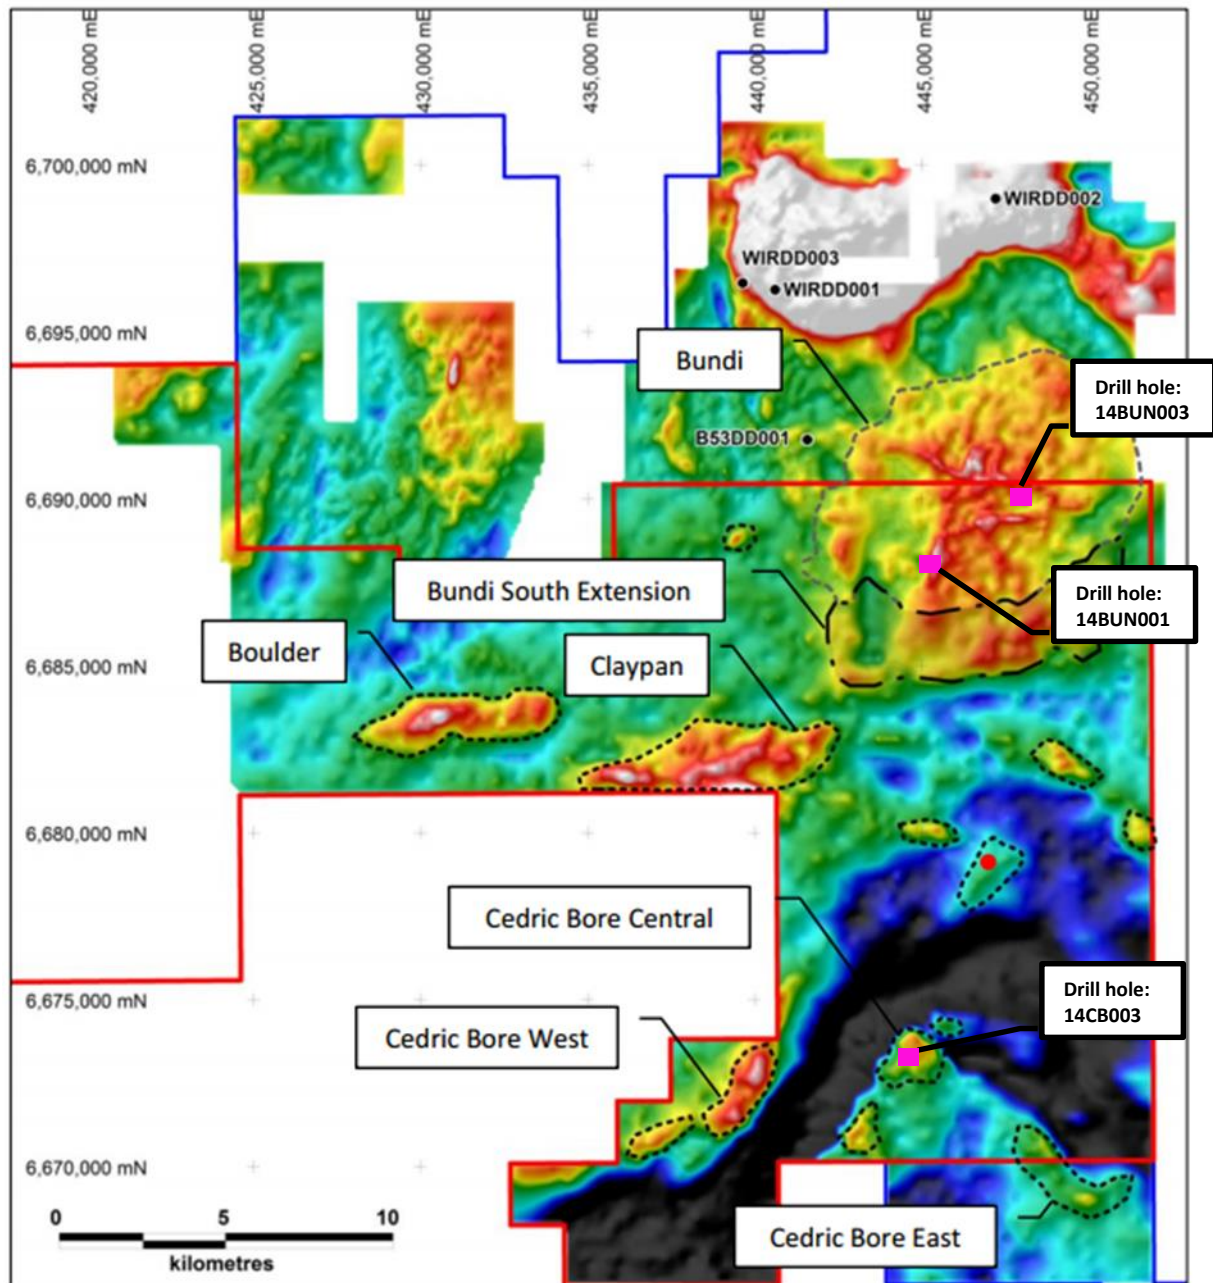 420,000 mE
425,000 mE
430,000 mE
435,000 mE
440,000 mE
445,000 mE
450,000 mE
6,700,000 mN
WIRDD002
WIRDD003
WIRDD001
6,695,000 mN
Bundi
Drill hole:
14BUN003
B53DD001
6,690,000 mN
Bundi South Extension
Drill hole:
14BUN001
Boulder
Claypan
6,685,000 mN
6,680,000 mN
Cedric Bore Central
Drill hole:
14CB003
6,675,000 mN
Cedric Bore West
6,670,000 mN
0 5 10
kilometres
Cedric Bore East